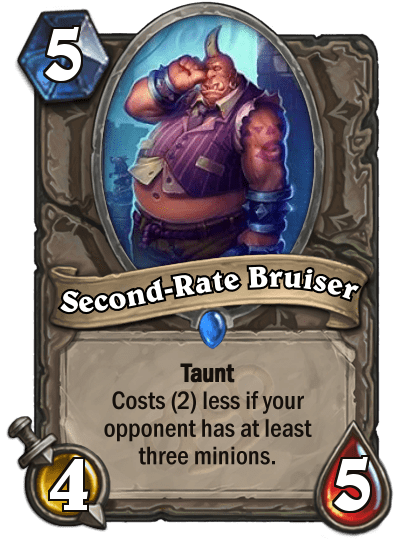 5
Second-Rate Bruiser
Taunt
Costs (2) less if your
opponent has at least
three minions.
4
5